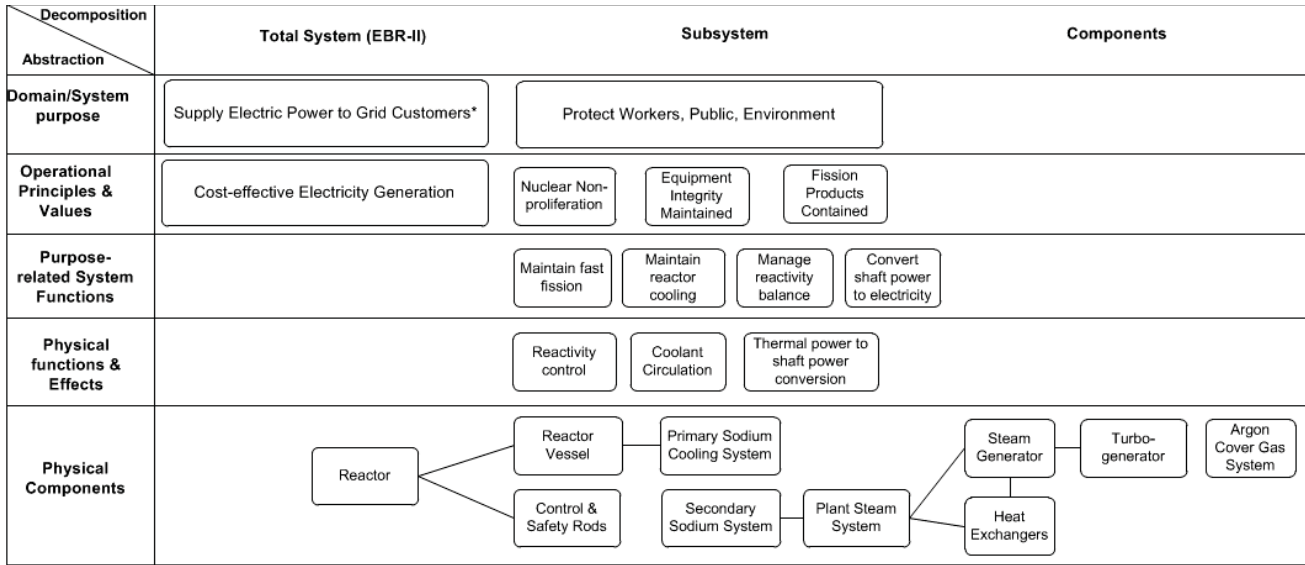 Decomposition
Abstraction
Total System (EBR-II)
Subsystem
Components
Domain/System
purpose
Supply Electric Power to Grid Customers*
Protect Workers, Public, Environment
Operational
Principles &
Values
Cost-effective Electricity Generation
Nuclear Non-
proliferation
Equipment
Integrity
Maintained
Fission
Products
Contained
Purpose-
related System
Functions
Maintain fast
fission
Maintain
reactor
cooling
Manage
reactivity
balance
Convert
shaft power
to electricity
Physical
functions &
Effects
Reactivity
control
Coolant
Circulation
Thermal power to
shaft power
conversion
Physical
Components
Reactor
Reactor
Vessel
Primary Sodium
Cooling System
Control &
Safety Rods
Secondary
Sodium System
Plant Steam
System
Steam
Generator
Turbo-
generator
Argon
Cover Gas
System
Heat
Exchangers